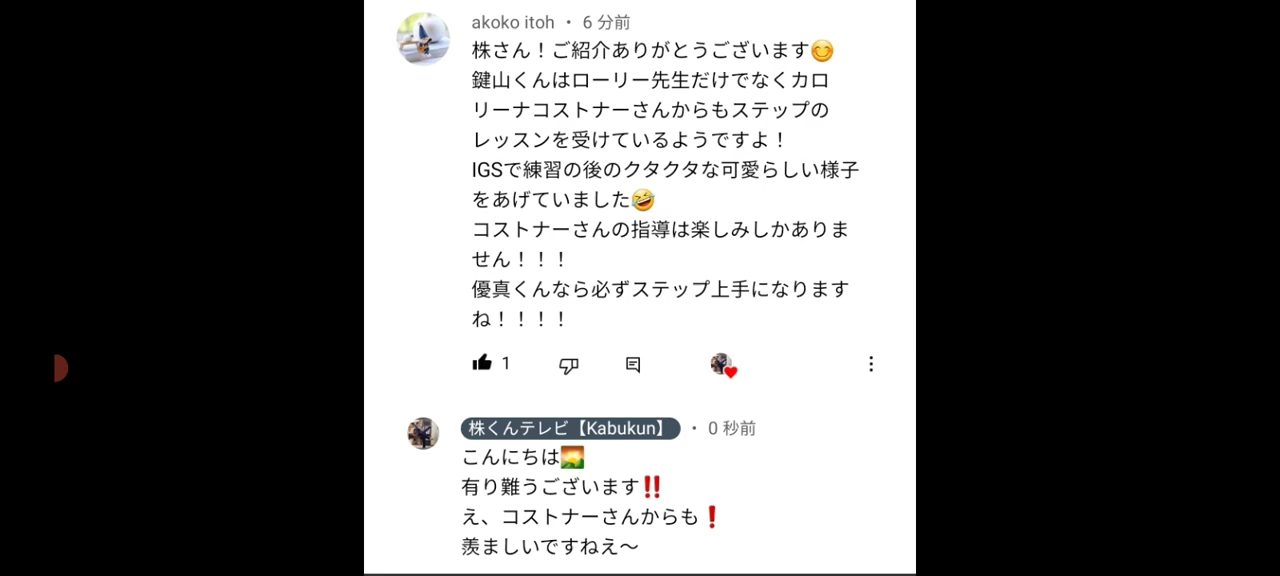 akoko itoh ・ 6 分前
株さん！ご紹介ありがとうございます😊
鍵山くんはローリー先生だけでなくカロ
リーナコストナーさんからもステップの
レッスンを受けているようですよ！
IGSで練習の後のクタクタな可愛らしい様子
をあげていました🤣
コストナーさんの指導は楽しみしかありま
せん！！！
優真くんなら必ずステップ上手になります
ね！！！！
1
株くんテレビ【Kabukun】 ・ 0 秒前
こんにちは🌄
有り難うございます‼️
え、コストナーさんからも❗
羨ましいですねえ〜